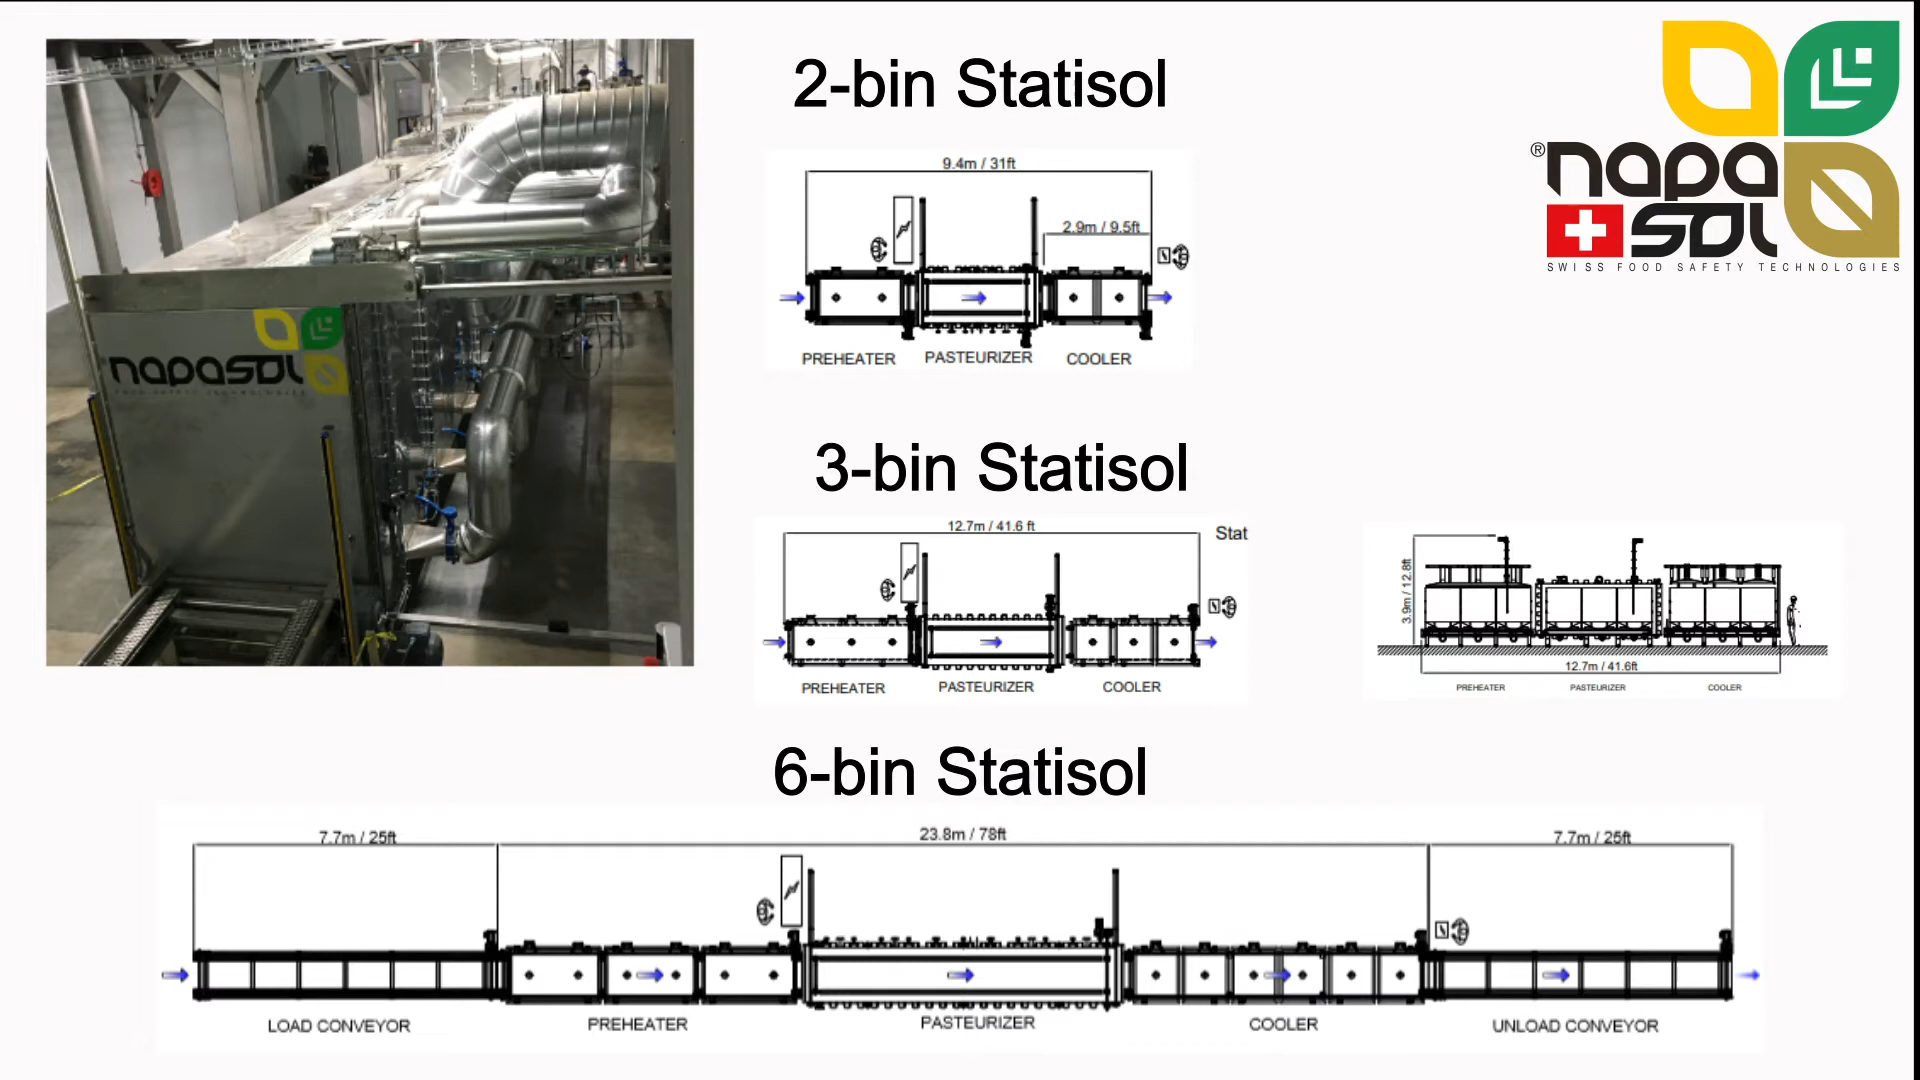 napasol
2-bin Statisol
9.4m / 31ft
2.9m / 9.5ft
PREHEATER
PASTEURIZER
COOLER
®
napa
sol
SWISS FOOD SAFETY TECHNOLOGIES
3-bin Statisol
12.7m / 41.6 ft
Stat
PREHEATER
PASTEURIZER
COOLER
3.9m / 12.8ft
12.7m / 41.6ft
PREHEATER
PASTEURIZER
COOLER
6-bin Statisol
7.7m / 25ft
23.8m / 78ft
7.7m / 25ft
LOAD CONVEYOR
PREHEATER
PASTEURIZER
COOLER
UNLOAD CONVEYOR